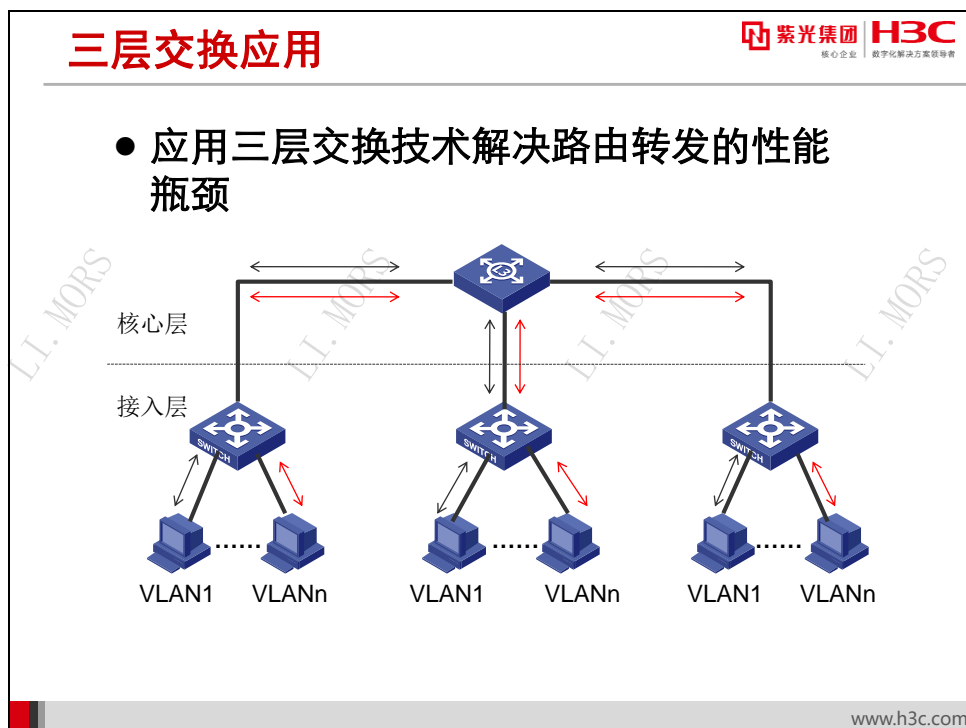 三层交换应用
紫光集团
核心企业
H3C
数字化解决方案领导者
● 应用三层交换技术解决路由转发的性能
瓶颈
L3
LI.MORS
LI.MORS
LI.MORS
LI.MORS
核心层
接入层
SWITCH
SWITCH
SWITCH
......
......
......
VLAN1
VLANn
VLAN1
VLANn
VLAN1
VLANn
www.h3c.com